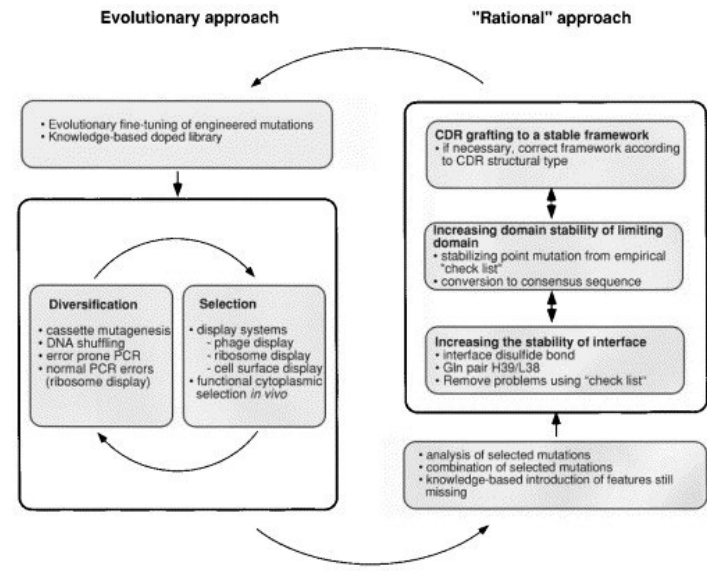 Evolutionary approach
"Rational" approach
• Evolutionary fine-tuning of engineered mutations
• Knowledge-based doped library
Diversification
• cassette mutagenesis
• DNA shuffling
• error prone PCR
• normal PCR errors
(ribosome display)
Selection
• display systems
- phage display
- ribosome display
- cell surface display
• functional cytoplasmic
selection in vivo
CDR grafting to a stable framework
• if necessary, correct framework according
to CDR structural type
Increasing domain stability of limiting
domain
• stabilizing point mutation from empirical
"check list"
• conversion to consensus sequence
Increasing the stability of interface
• interface disulfide bond
• Gln pair H39/L38
• Remove problems using "check list"
• analysis of selected mutations
• combination of selected mutations
• knowledge-based introduction of features still
missing